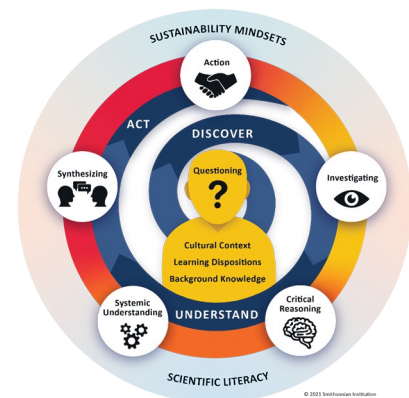 SUSTAINABILITY MINDSETS
Action
ACT
DISCOVER
Synthesizing
Questioning
?
Investigating
Cultural Context
Learning Dispositions
Background Knowledge
Systemic
Understanding
UNDERSTAND
Critical
Reasoning
SCIENTIFIC LITERACY
© 2021 Smithsonian Institution